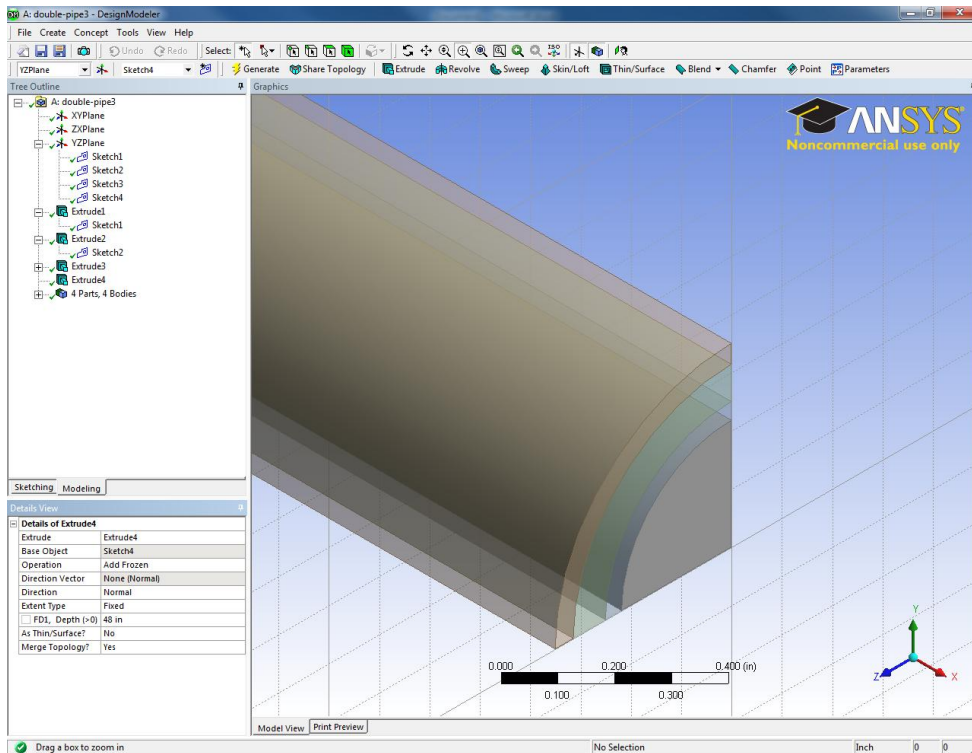 A: double-pipe3 - DesignModeler
File Create Concept Tools View Help
Undo Redo Select: ISO
YZPlane Sketch4 Generate Share Topology Extrude Revolve Sweep Skin/Loft Thin/Surface Blend Chamfer Point Parameters
Tree Outline
A: double-pipe3
XYPlane
ZXPlane
YZPlane
Sketch1
Sketch2
Sketch3
Sketch4
Extrude1
Sketch1
Extrude2
Sketch2
Extrude3
Extrude4
4 Parts, 4 Bodies
Sketching Modeling
Details View
Details of Extrude4
Extrude Extrude4
Base Object Sketch4
Operation Add Frozen
Direction Vector None (Normal)
Direction Normal
Extent Type Fixed
FD1, Depth (>0) 48 in
As Thin/Surface? No
Merge Topology? Yes
Graphics
ANSYS
Noncommercial use only
0.000 0.200 0.400 (in)
0.100 0.300
Y
Z X
Model View Print Preview
Drag a box to zoom in No Selection Inch 0 0